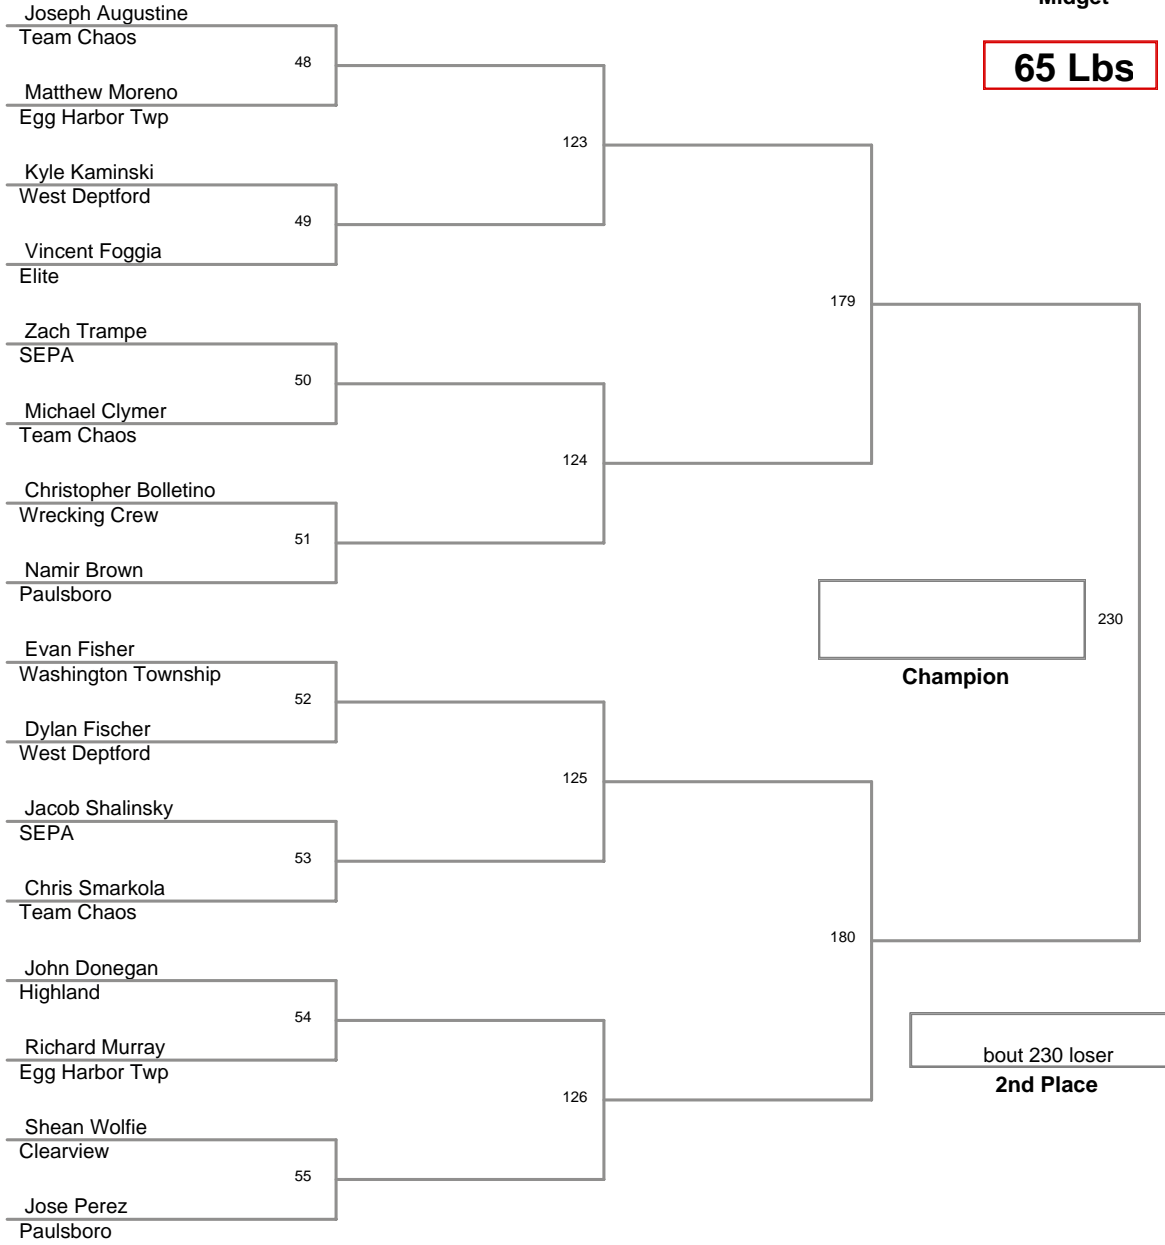 Midget
65 Lbs
Joseph Augustine
Team Chaos
48
Matthew Moreno
Egg Harbor Twp
123
Kyle Kaminski
West Deptford
49
Vincent Foggia
Elite
179
Zach Trampe
SEPA
50
Michael Clymer
Team Chaos
124
Christopher Bolletino
Wrecking Crew
51
Namir Brown
Paulsboro
230
Champion
Evan Fisher
Washington Township
52
Dylan Fischer
West Deptford
125
Jacob Shalinsky
SEPA
53
Chris Smarkola
Team Chaos
180
John Donegan
Highland
54
Richard Murray
Egg Harbor Twp
bout 230 loser
2nd Place
126
Shean Wolfie
Clearview
55
Jose Perez
Paulsboro